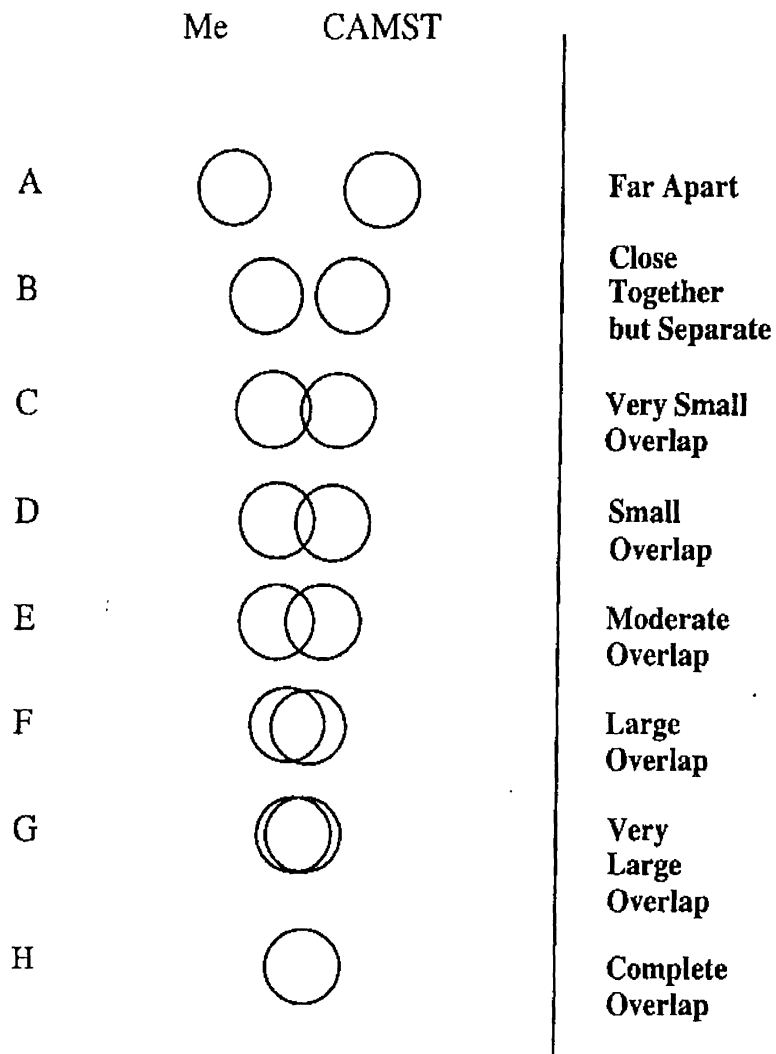 Me CAMST
A Far Apart
B Close
Together
but Separate
C Very Small
Overlap
D Small
Overlap
E Moderate
Overlap
F Large
Overlap
G Very
Large
Overlap
H Complete
Overlap